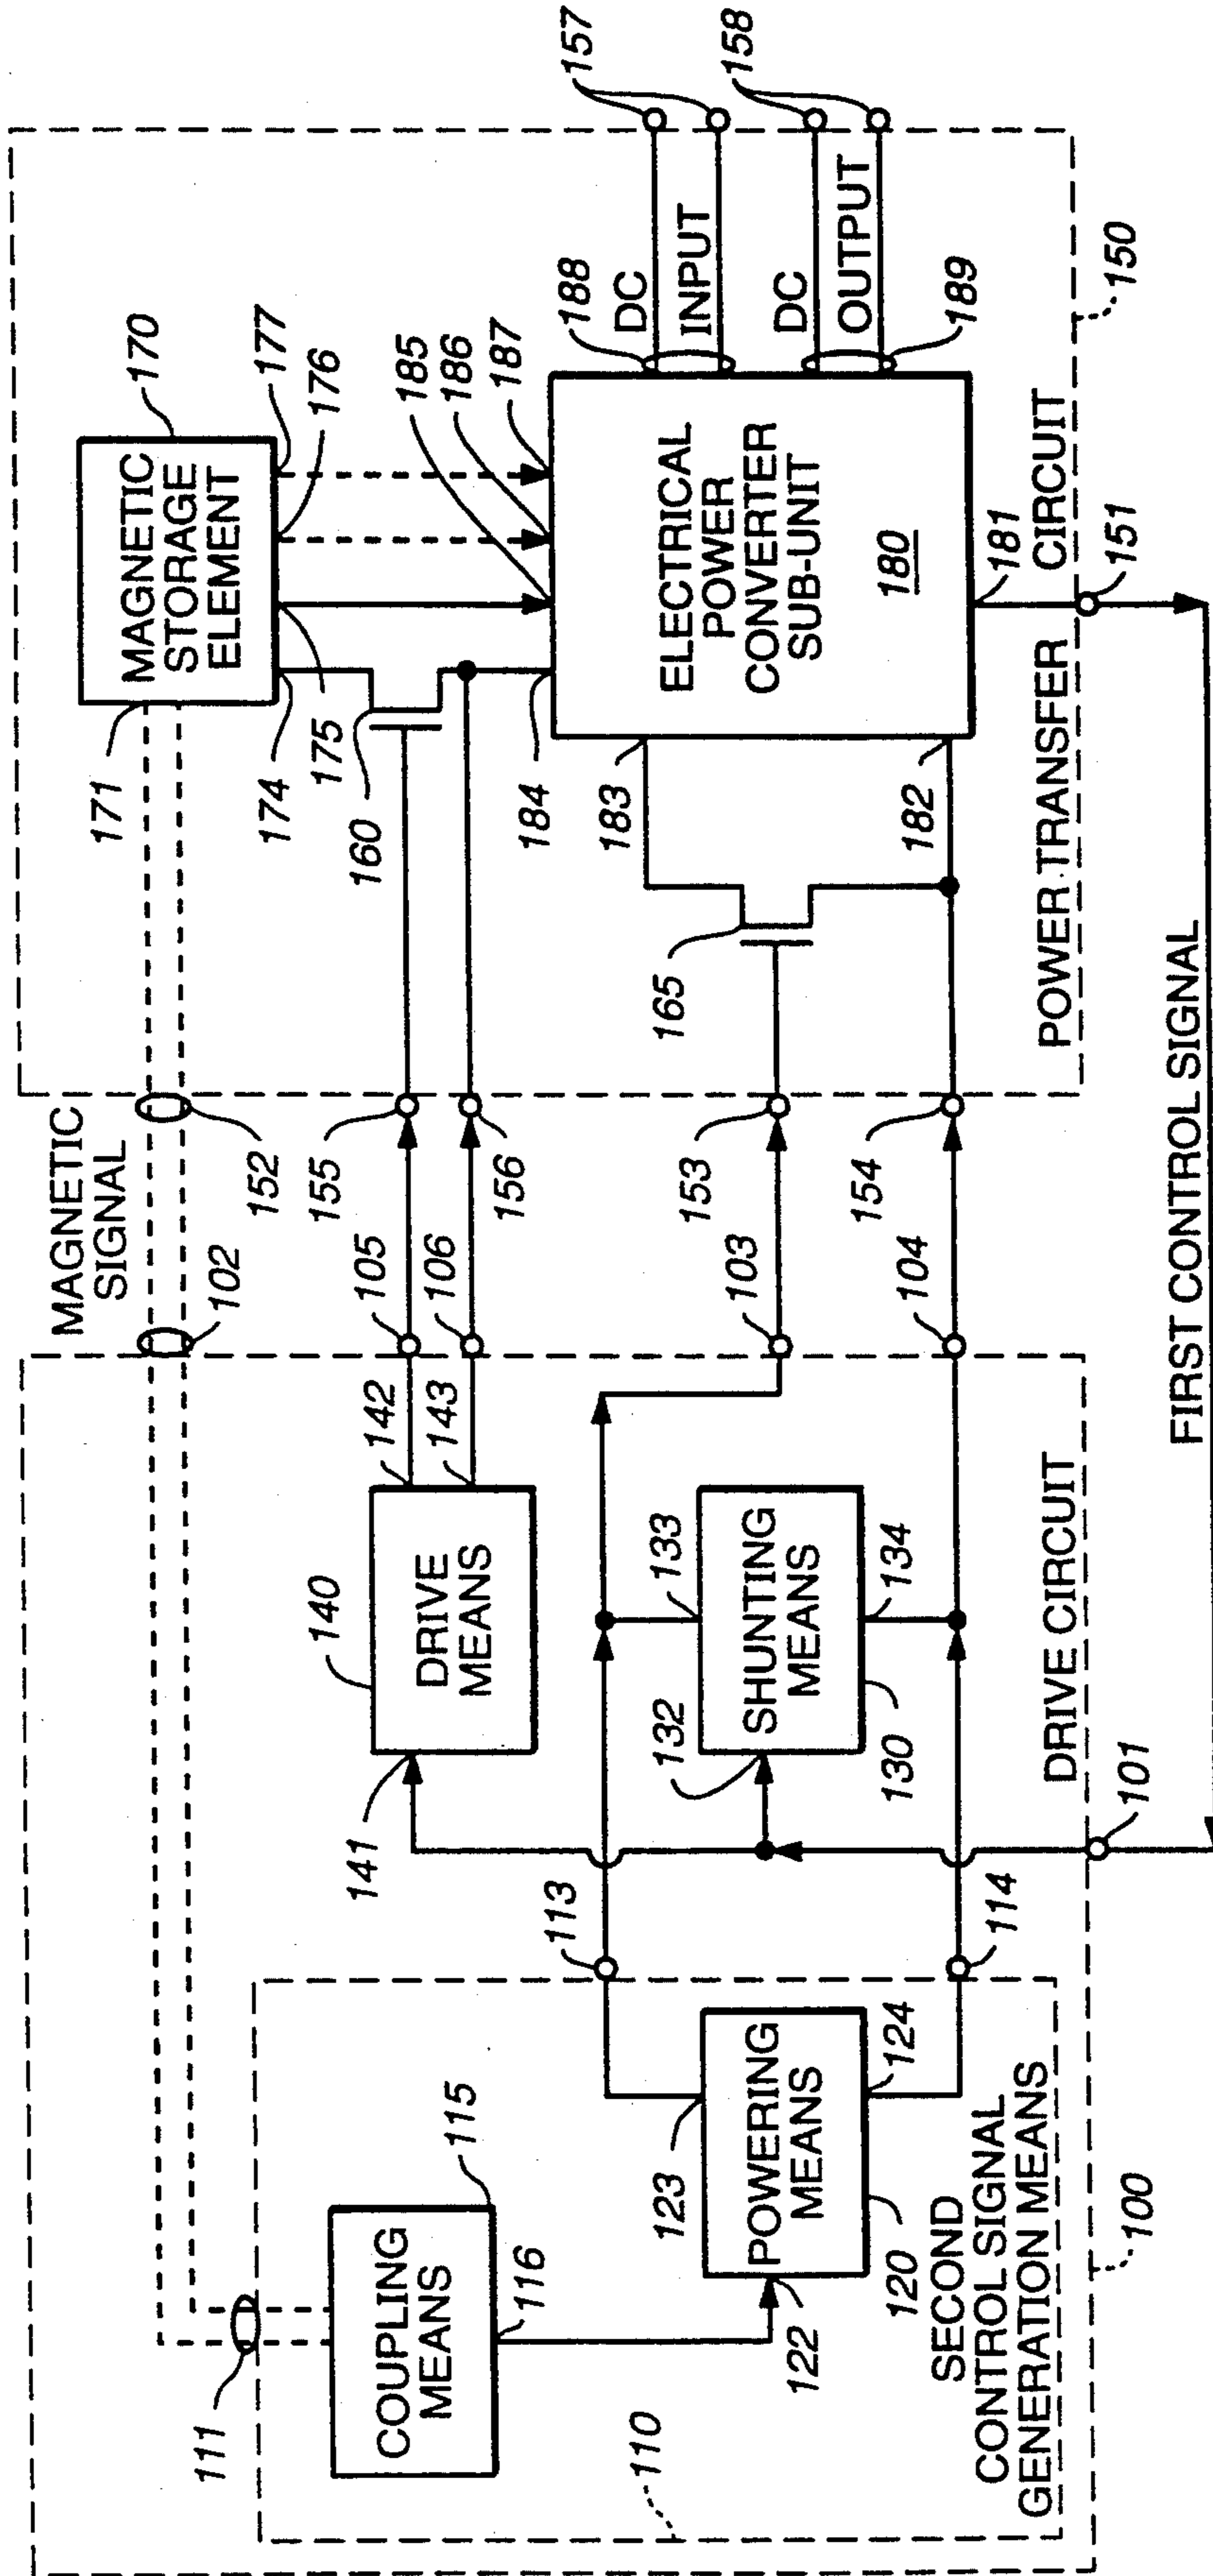 MAGNETIC
SIGNAL
102
152
111
COUPLING
MEANS
115
116
110
POWERING
MEANS
120
122
123
124
113
114
SECOND
CONTROL SIGNAL
GENERATION MEANS
100
DRIVE
MEANS
140
141
142
143
105
106
SHUNTING
MEANS
130
132
133
134
103
104
101
DRIVE CIRCUIT
FIRST CONTROL SIGNAL
155
156
153
154
MAGNETIC
STORAGE
ELEMENT
170
171
174
175
176
177
160
165
ELECTRICAL
POWER
CONVERTER
SUB-UNIT
180
181
182
183
184
185
186
187
188
189
DC
INPUT
DC
OUTPUT
157
158
150
151
POWER TRANSFER CIRCUIT